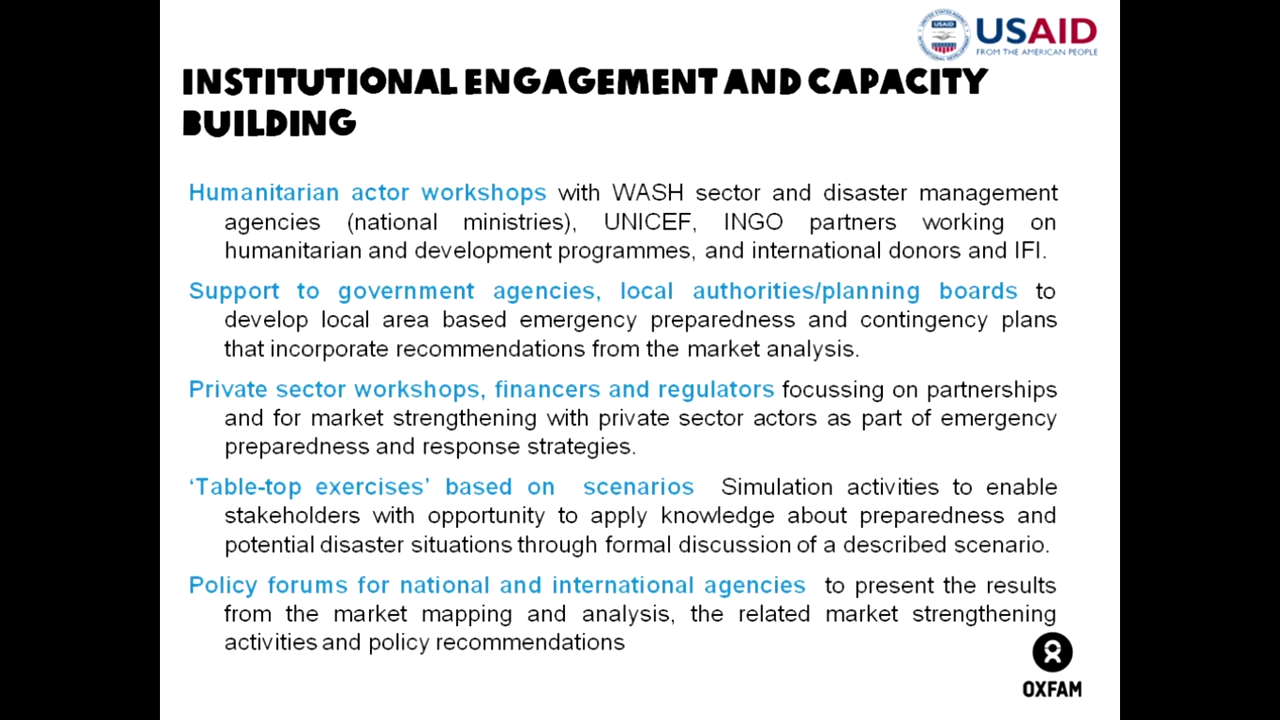 USAID
FROM THE AMERICAN PEOPLE
INSTITUTIONAL ENGAGEMENT AND CAPACITY
BUILDING
Humanitarian actor workshops with WASH sector and disaster management
agencies (national ministries), UNICEF, INGO partners working on
humanitarian and development programmes, and international donors and IFI.
Support to government agencies, local authorities/planning boards to
develop local area based emergency preparedness and contingency plans
that incorporate recommendations from the market analysis.
Private sector workshops, financers and regulators focussing on partnerships
and for market strengthening with private sector actors as part of emergency
preparedness and response strategies.
‘Table-top exercises’ based on scenarios Simulation activities to enable
stakeholders with opportunity to apply knowledge about preparedness and
potential disaster situations through formal discussion of a described scenario.
Policy forums for national and international agencies to present the results
from the market mapping and analysis, the related market strengthening
activities and policy recommendations
OXFAM